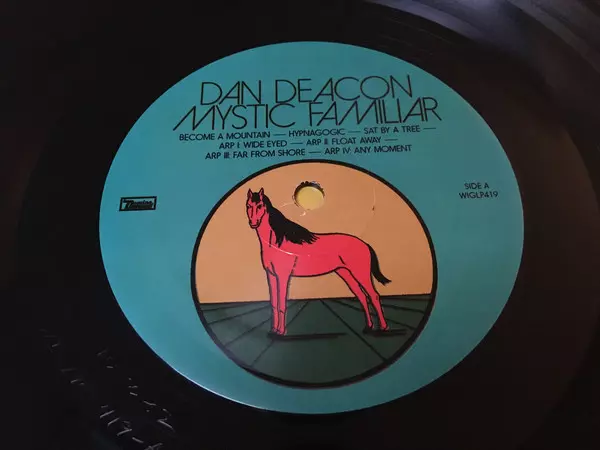 DAN DEACON
MYSTIC FAMILIAR
BECOME A MOUNTAIN — HYPNAGOGIC — SAT BY A TREE —
ARP I: WIDE EYED — ARP II: FLOAT AWAY —
ARP III: FAR FROM SHORE — ARP IV: ANY MOMENT
Domino
SIDE A
WIGLP419